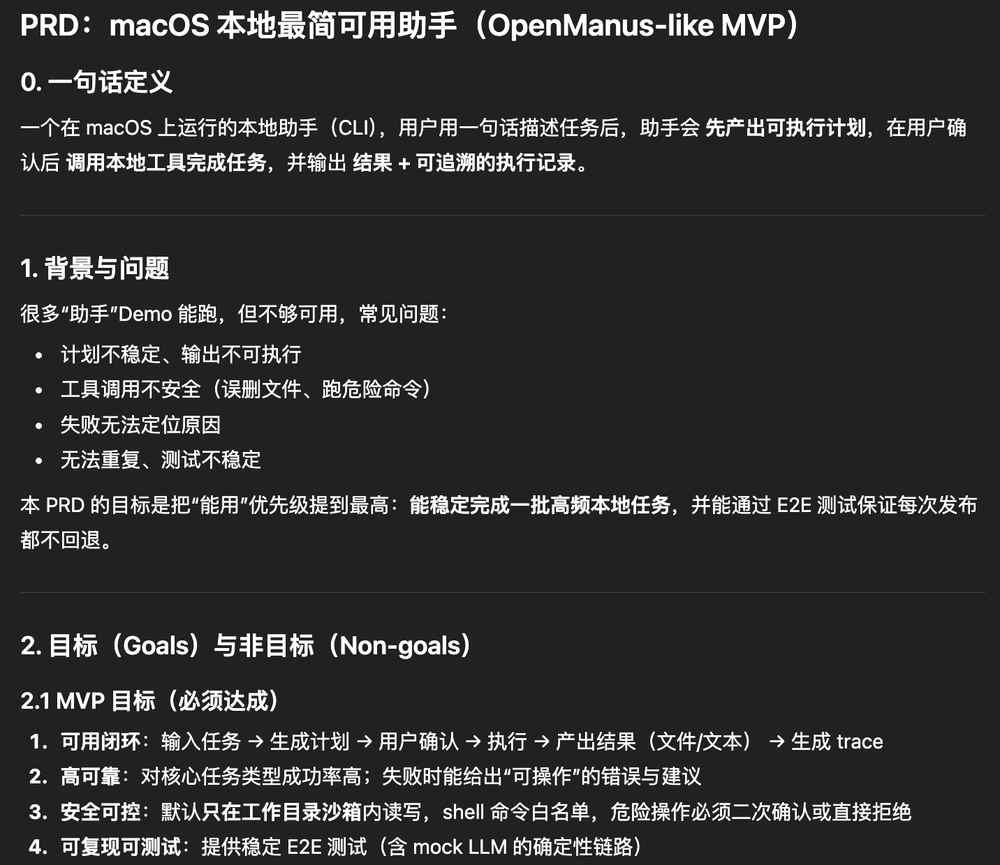 PRD：macOS 本地最简可用助手（OpenManus-like MVP）
0. 一句话定义
一个在 macOS 上运行的本地助手（CLI），用户用一句话描述任务后，助手会 先产出可执行计划，在用户确
认后 调用本地工具完成任务，并输出 结果 + 可追溯的执行记录。
1. 背景与问题
很多“助手”Demo 能跑，但不够可用，常见问题：
• 计划不稳定、输出不可执行
• 工具调用不安全（误删文件、跑危险命令）
• 失败无法定位原因
• 无法重复、测试不稳定
本 PRD 的目标是把“能用”优先级提到最高：能稳定完成一批高频本地任务，并能通过 E2E 测试保证每次发布
都不回退。
2. 目标（Goals）与非目标（Non-goals）
2.1 MVP 目标（必须达成）
1. 可用闭环：输入任务 → 生成计划 → 用户确认 → 执行 → 产出结果（文件/文本） → 生成 trace
2. 高可靠：对核心任务类型成功率高；失败时能给出“可操作”的错误与建议
3. 安全可控：默认只在工作目录沙箱内读写，shell 命令白名单，危险操作必须二次确认或直接拒绝
4. 可复现可测试：提供稳定 E2E 测试（含 mock LLM 的确定性链路）